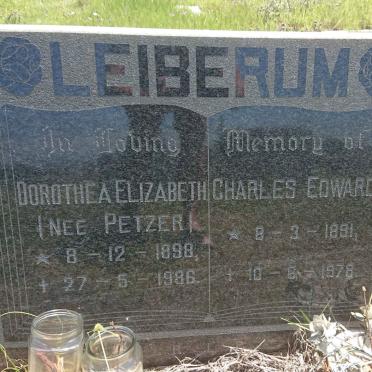 LEIBERUM
In Loving Memory of
DOROTHEA ELIZABETH
(NEE PETZER)
* 8 - 12 - 1898.
+ 27 - 5 - 1986.
CHARLES EDWARD
* 8 - 3 - 1891.
+ 10 - 6 - 1976.